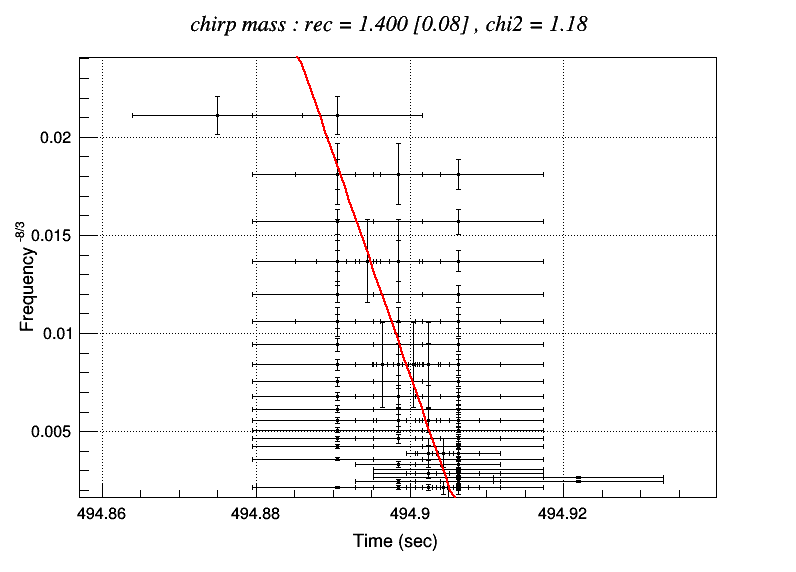 chirp mass : rec = 1.400 [0.08] , chi2 = 1.18
0.02
0.015
0.01
0.005
Frequency -8/3
494.86 494.88 494.9 494.92
Time (sec)